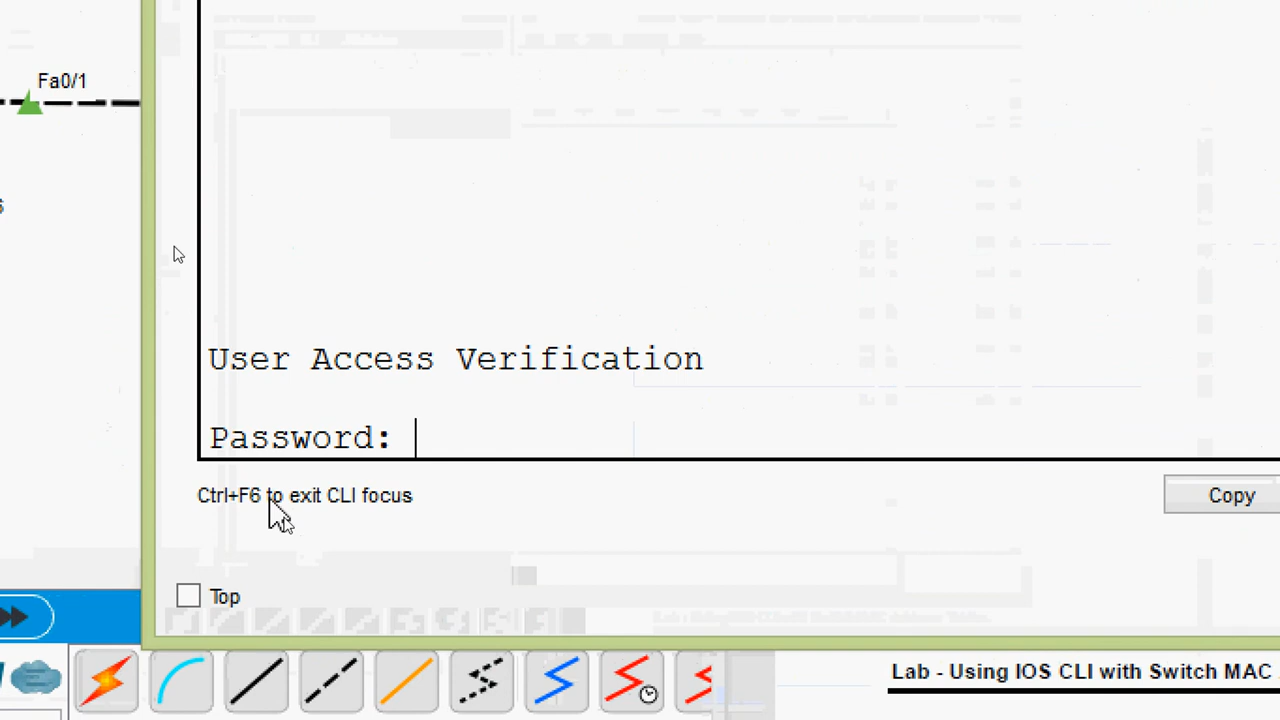 Fa0/1
User Access Verification
Password:
Ctrl+F6 to exit CLI focus
Copy
Top
Lab - Using IOS CLI with Switch MAC